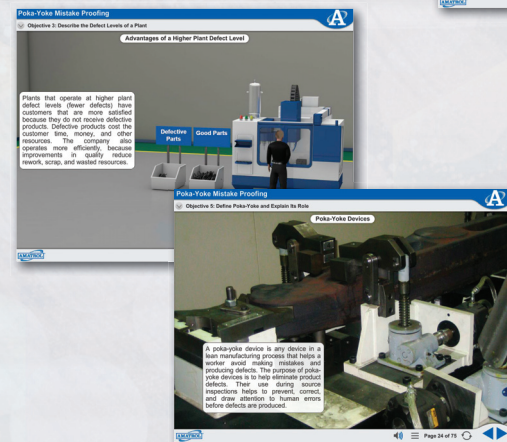 AMATROL
Poka-Yoke Mistake Proofing
A
Objective 3: Describe the Defect Levels of a Plant
Advantages of a Higher Plant Defect Level
Plants that operate at higher plant
defect levels (fewer defects) have
customers that are more satisfied
because they do not receive defective
products. Defective products cost the
customer time, money, and other
resources. The company also
operates more efficiently, because
improvements in quality reduce
rework, scrap, and wasted resources.
Defective
Parts
Good Parts
AMATROL
Poka-Yoke Mistake Proofing
A
Objective 5: Define Poka-Yoke and Explain Its Role
Poka-Yoke Devices
A poka-yoke device is any device in a
lean manufacturing process that helps a
worker avoid making mistakes and
producing defects. The purpose of poka-
yoke devices is to help eliminate product
defects. Their use during source
inspections helps to prevent, correct,
and draw attention to human errors
before defects are produced.
AMATROL
Page 24 of 75